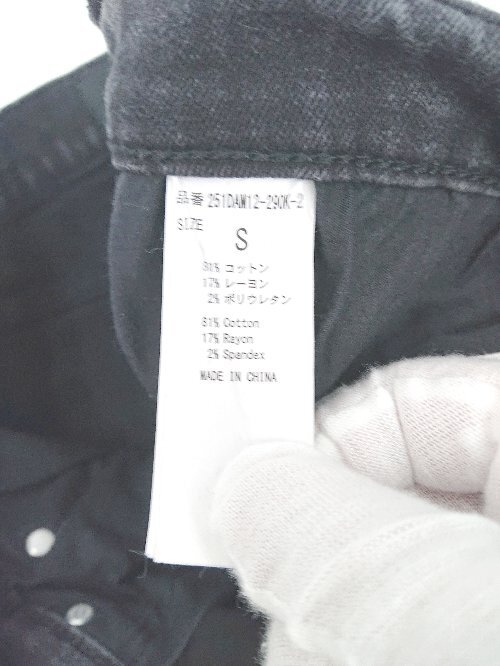 品番 251DAM12-290K-2
SIZE
S
81% コットン
17% レーヨン
2% ポリウレタン
81% Cotton
17% Rayon
2% Spandex
MADE IN CHINA